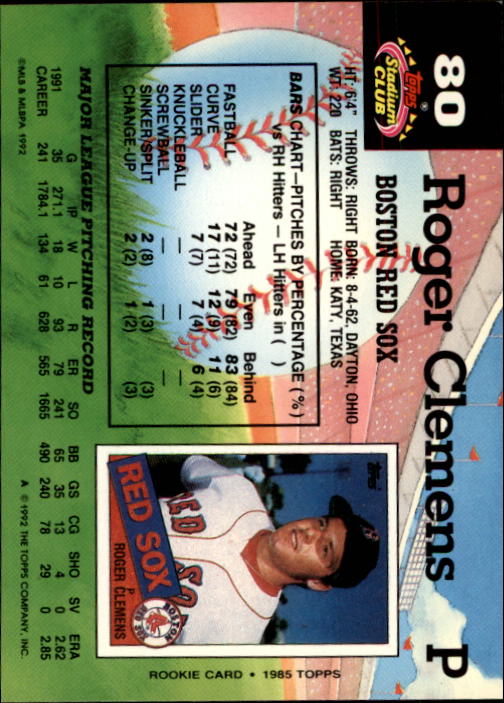 80
Topps®
Stadium
CLUB™
Roger Clemens P
BOSTON RED SOX
HT: 6'4" THROWS: RIGHT BORN: 8-4-62, DAYTON, OHIO
WT: 220 BATS: RIGHT HOME: KATY, TEXAS
BARS CHART—PITCHES BY PERCENTAGE (%)
vs RH Hitters — LH Hitters in ( )
Ahead Even Behind
FASTBALL 72 (72) 79 (82) 83 (84)
CURVE 17 (11) 12 (9) 11 (6)
SLIDER 7 (7) 7 (4) 6 (4)
KNUCKLEBALL — — —
SCREWBALL — — —
SINKER/SPLIT 2 (8) 1 (3) (3)
CHANGE-UP 2 (2) 1 (2) (3)
Topps
RED SOX
RED SO
P
ROGER CLEMENS
BOSTON
RED SOX
ROOKIE CARD • 1985 TOPPS
MAJOR LEAGUE PITCHING RECORD
G IP W L R ER SO BB GS CG SHO SV ERA
1991 35 271.1 18 10 93 79 241 65 35 13 4 0 2.62
CAREER 241 1784.1 134 61 628 565 1665 490 240 78 29 0 2.85
©MLB & MLBPA 1992 A ©1992 THE TOPPS COMPANY, INC.